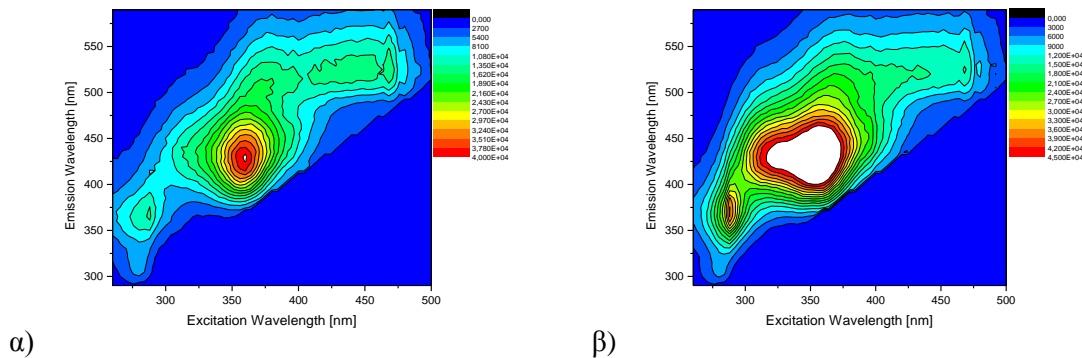 Emission Wavelength [nm]
550
500
450
400
350
300
300
350
400
450
500
Excitation Wavelength [nm]
0,000
2700
5400
8100
1,080E+04
1,350E+04
1,620E+04
1,890E+04
2,160E+04
2,430E+04
2,700E+04
2,970E+04
3,240E+04
3,510E+04
3,780E+04
4,000E+04
α)
Emission Wavelength [nm]
550
500
450
400
350
300
300
350
400
450
500
Excitation Wavelength [nm]
0,000
3000
6000
9000
1,200E+04
1,500E+04
1,800E+04
2,100E+04
2,400E+04
2,700E+04
3,000E+04
3,300E+04
3,600E+04
3,900E+04
4,200E+04
4,500E+04
β)